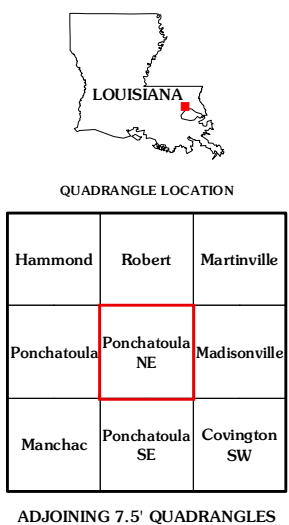 LOUISIANA
QUADRANGLE LOCATION
Hammond
Robert
Martinville
Ponchatoula
Ponchatoula
NE
Madisonville
Manchac
Ponchatoula
SE
Covington
SW
ADJOINING 7.5' QUADRANGLES